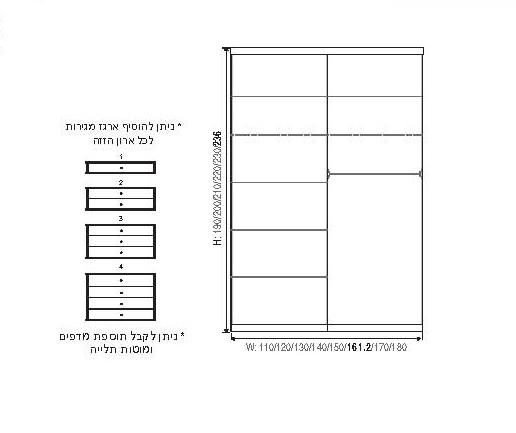 * ניתן להוסיף ארגז מגירות
לכל ארון הזזה
1
2
3
4
* ניתן לקבל תוספת מדפים
ומוטות תלייה
H: 190/200/210/220/230/236
W: 110/120/130/140/150/161.2/170/180